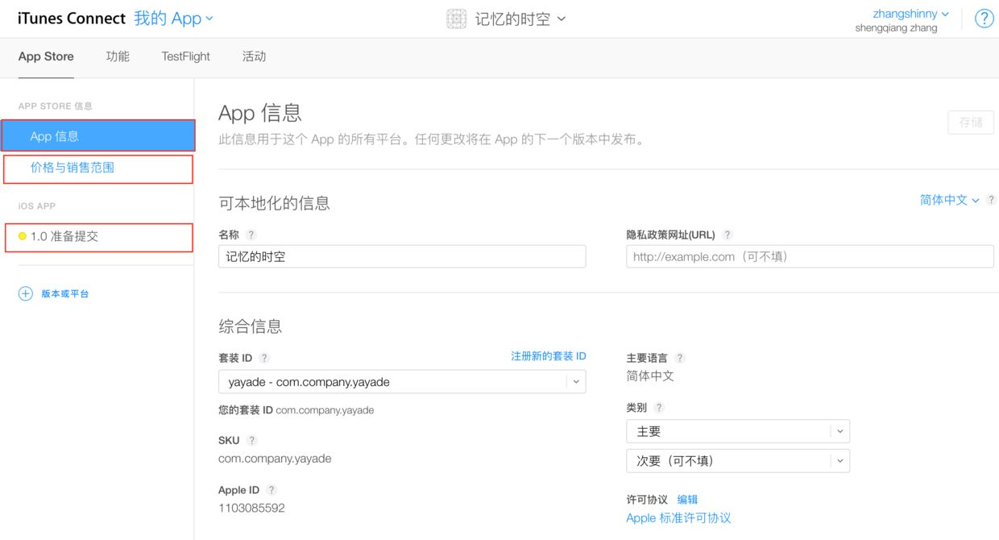 iTunes Connect 我的 App 记忆的时空 zhangshinny ?
shengqiang zhang
App Store 功能 TestFlight 活动
APP STORE 信息
App 信息
价格与销售范围
iOS APP
1.0 准备提交
版本或平台
App 信息
存储
此信息用于这个 App 的所有平台。任何更改将在 App 的下一个版本中发布。
可本地化的信息
简体中文 ?
名称 ?
记忆的时空
隐私政策网址(URL) ?
http://example.com（可不填）
综合信息
套装 ID ? 注册新的套装 ID
yayade - com.company.yayade
您的套装 ID com.company.yayade
SKU ?
com.company.yayade
Apple ID ?
1103085592
主要语言 ?
简体中文
类别 ?
主要
次要（可不填）
许可协议 编辑
Apple 标准许可协议